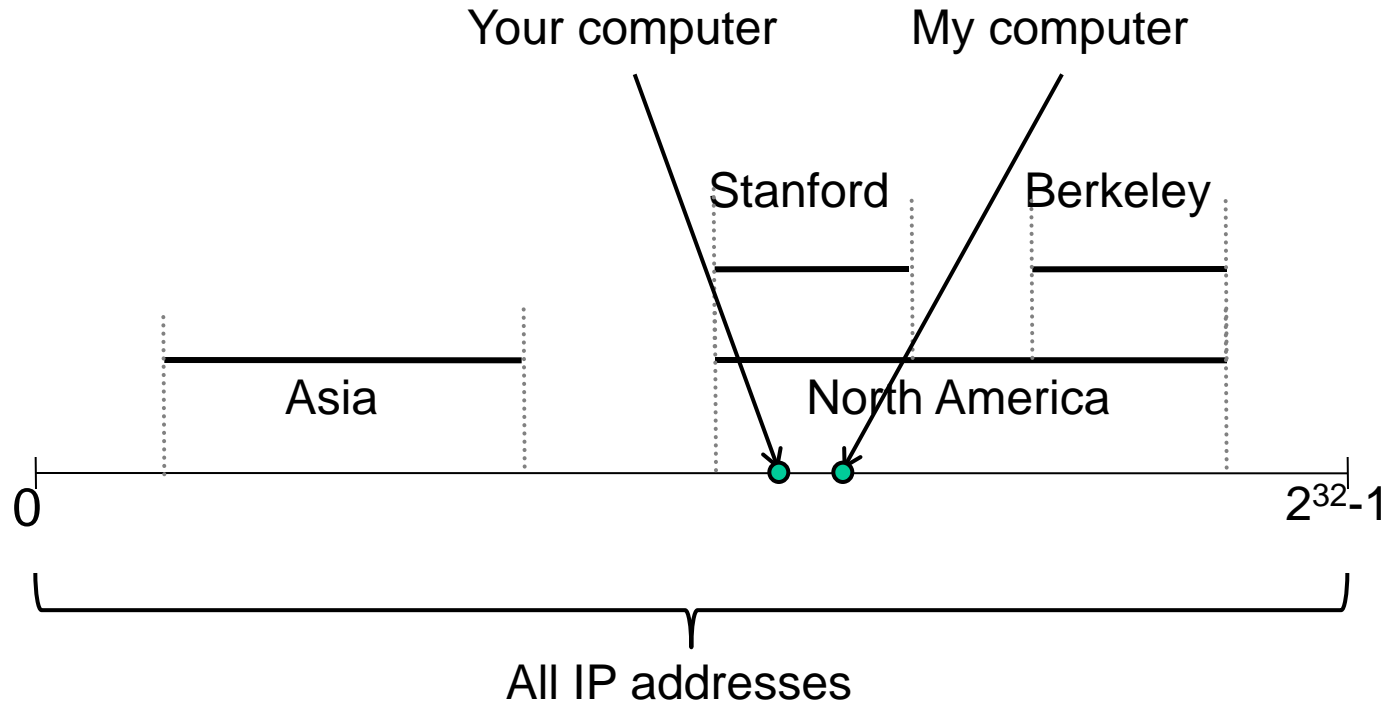 Your computer My computer
Stanford Berkeley
Asia North America
0 2³²-1
All IP addresses